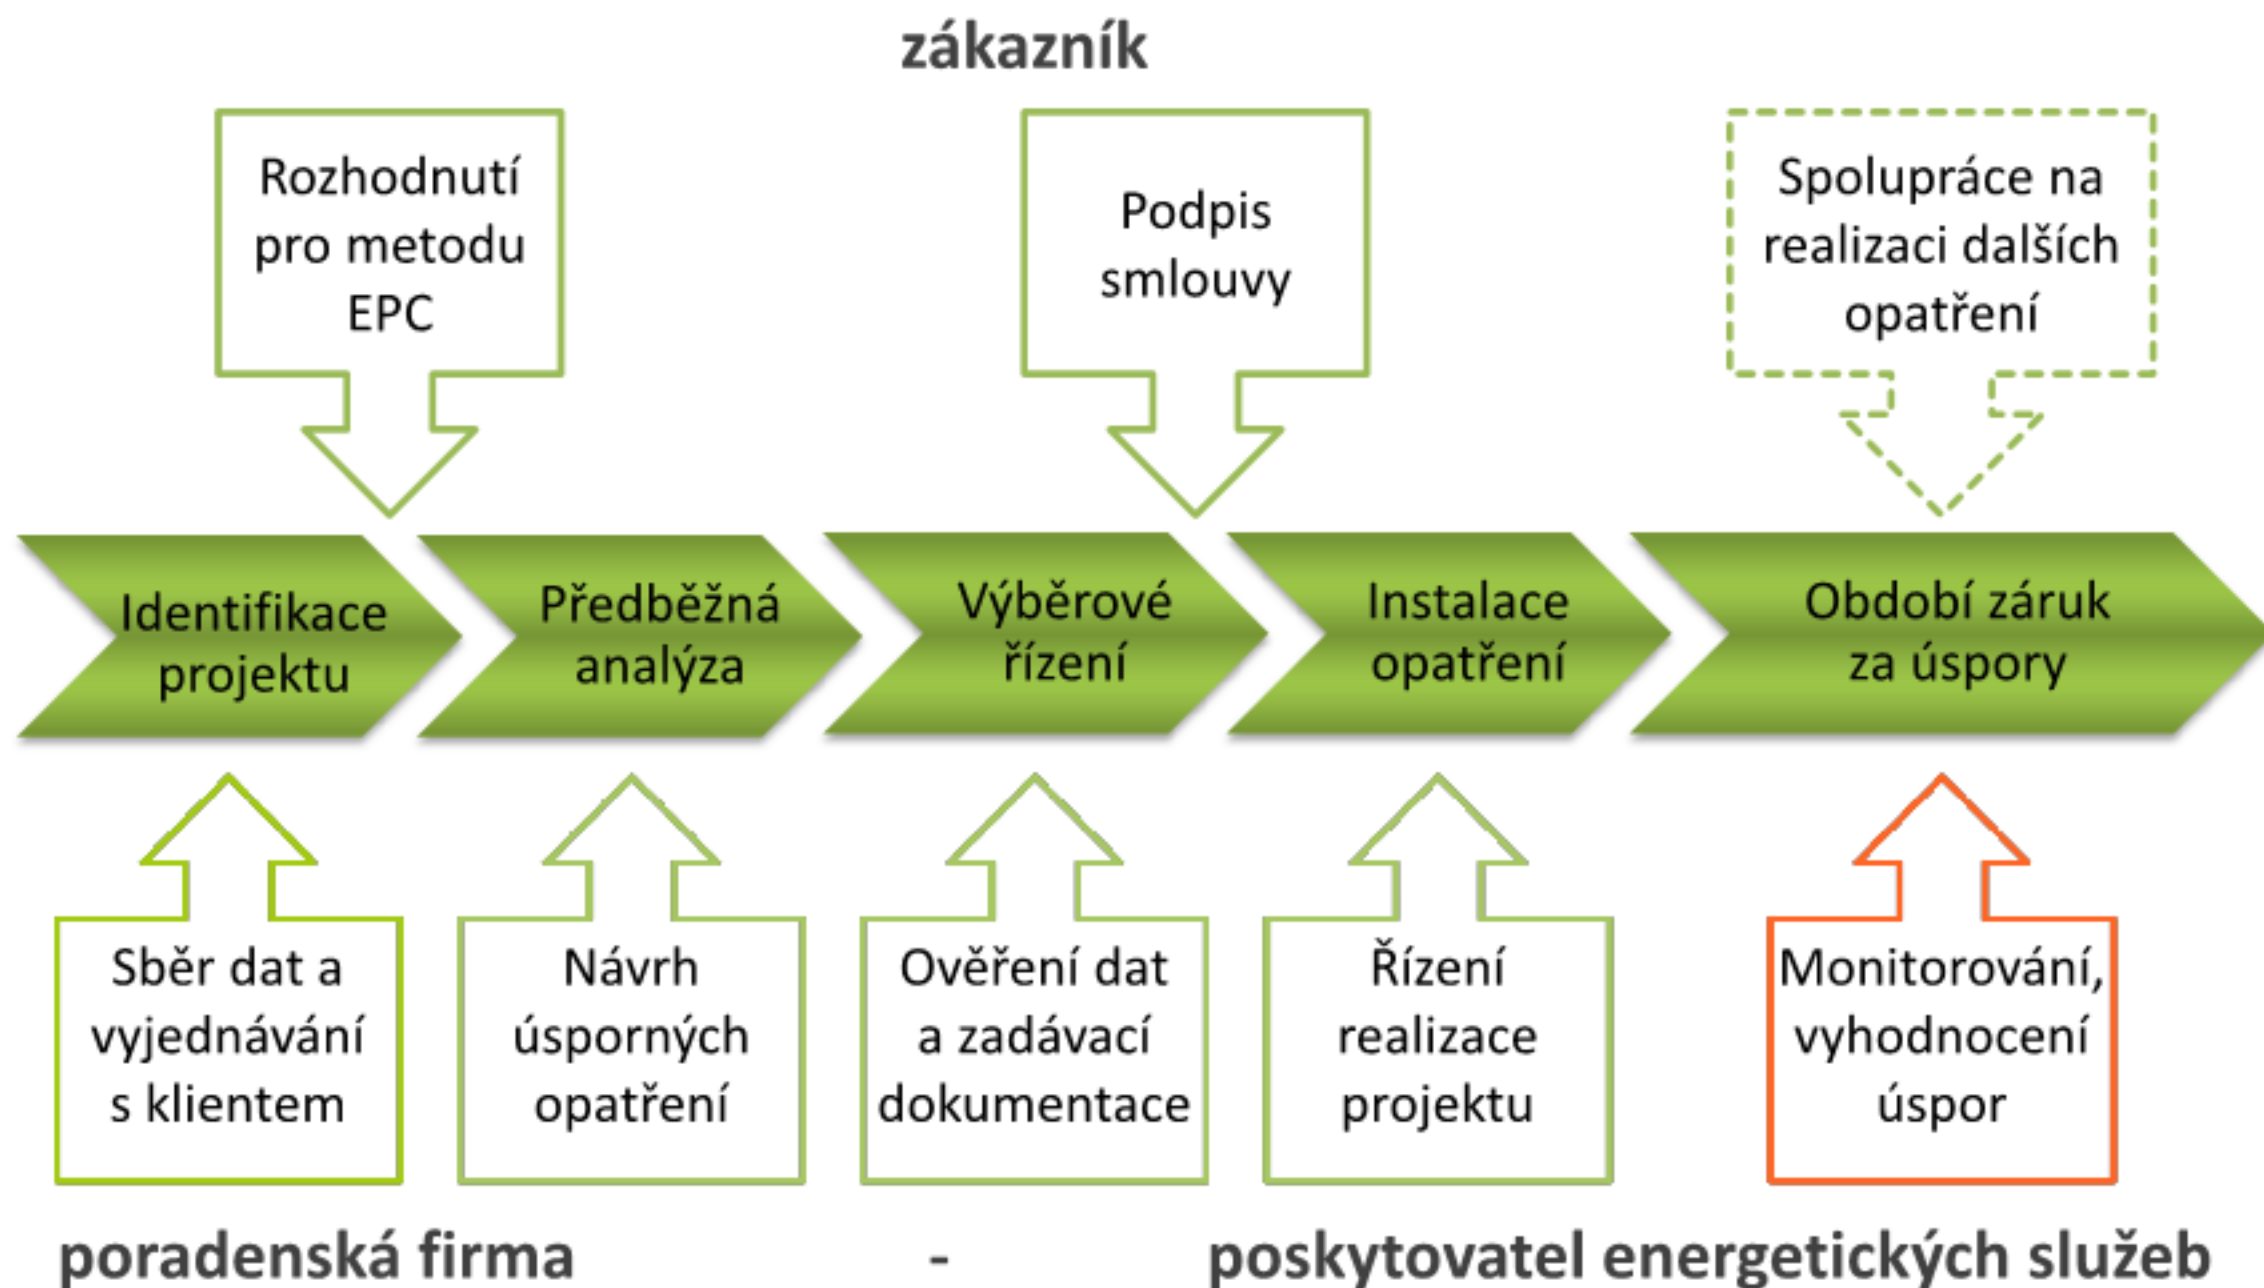 zákazník
Rozhodnutí
pro metodu
EPC
Podpis
smlouvy
Spolupráce na
realizaci dalších
opatření
Identifikace
projektu
Předběžná
analýza
Výběrové
řízení
Instalace
opatření
Období záruk
za úspory
Sběr dat a
vyjednávání
s klientem
Návrh
úsporných
opatření
Ověření dat
a zadávací
dokumentace
Řízení
realizace
projektu
Monitorování,
vyhodnocení
úspor
poradenská firma - poskytovatel energetických služeb